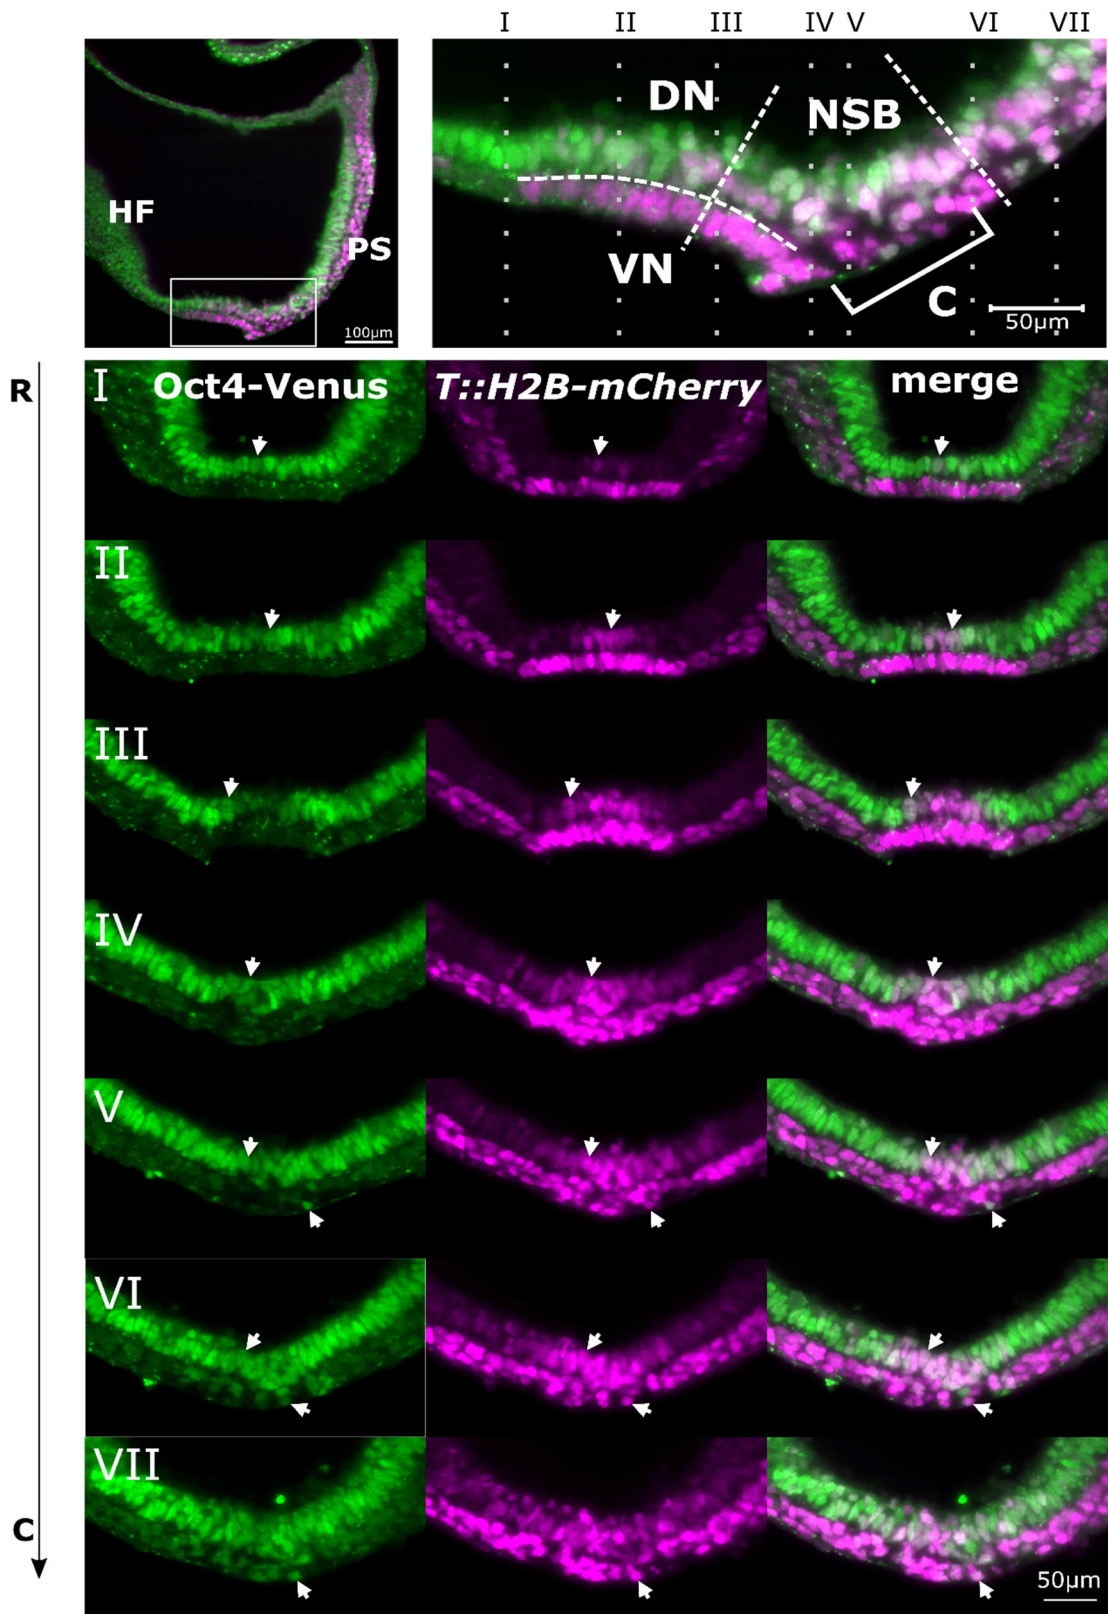 I II III IV V VI VII
HF
PS
100µm
DN
NSB
VN
C
50µm
R
I
Oct4-Venus
T::H2B-mCherry
merge
II
III
IV
V
VI
VII
C
50µm